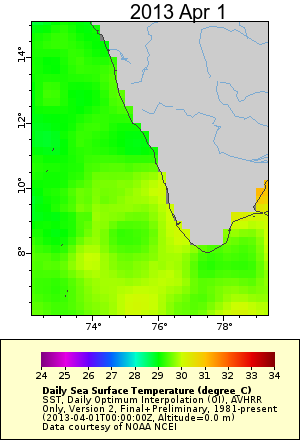 2013 Apr 1
14°
12°
10°
8°
74°
76°
78°
24 25 26 27 28 29 30 31 32 33 34
Daily Sea Surface Temperature (degree_C)
SST, Daily Optimum Interpolation (OI), AVHRR
Only, Version 2, Final+Preliminary, 1981-present
(2013-04-01T00:00:00Z, Altitude=0.0 m)
Data courtesy of NOAA NCEI